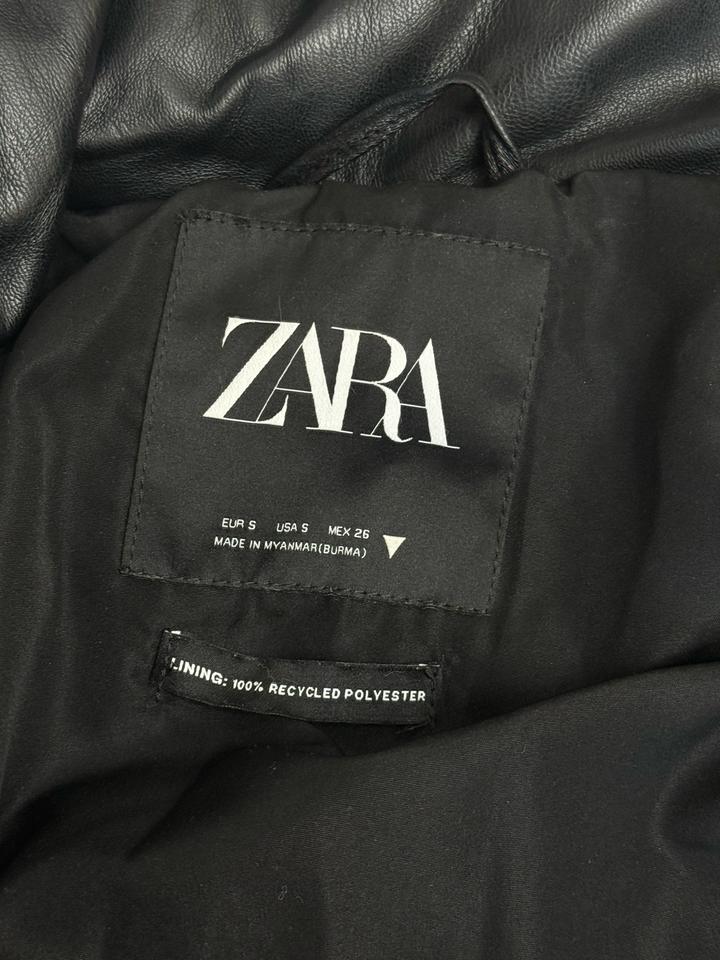 ZARA
EUR S USA S MEX 26
MADE IN MYANMAR(BURMA)
LINING: 100% RECYCLED POLYESTER